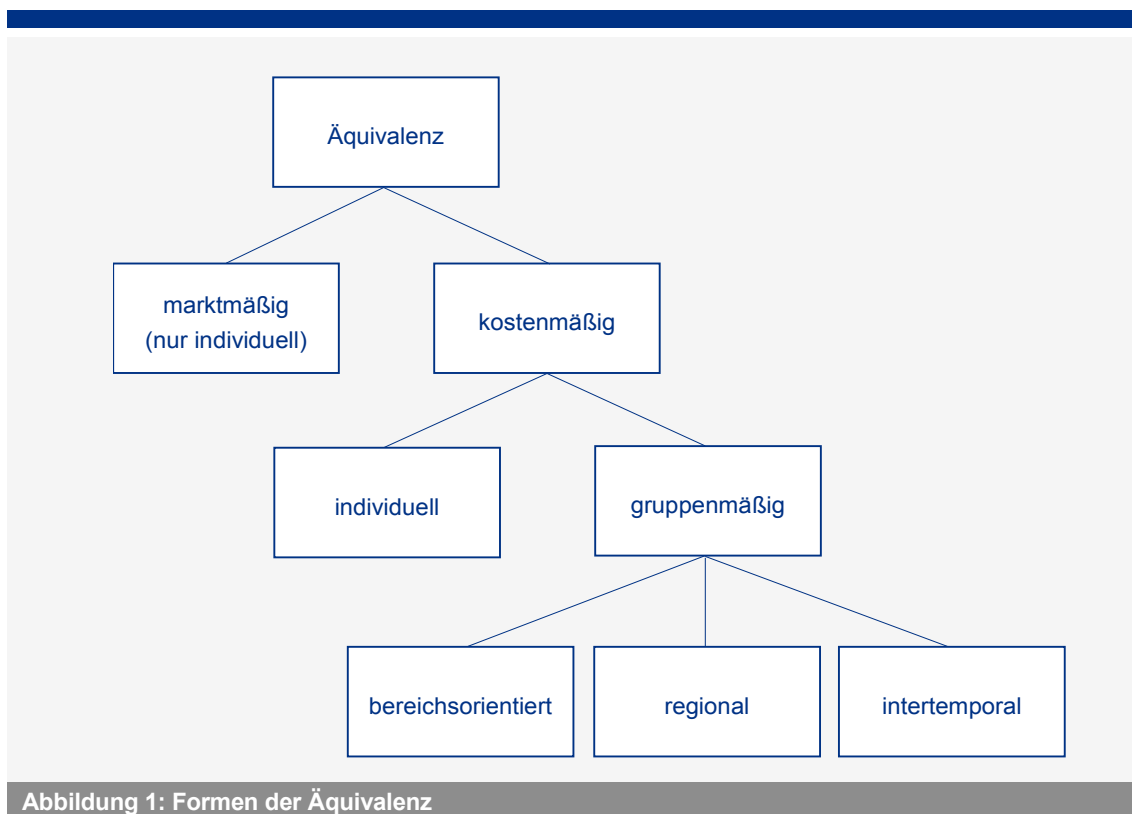 Äquivalenz
marktmäßig
(nur individuell)
kostenmäßig
individuell
gruppenmäßig
bereichsorientiert
regional
intertemporal
Abbildung 1: Formen der Äquivalenz